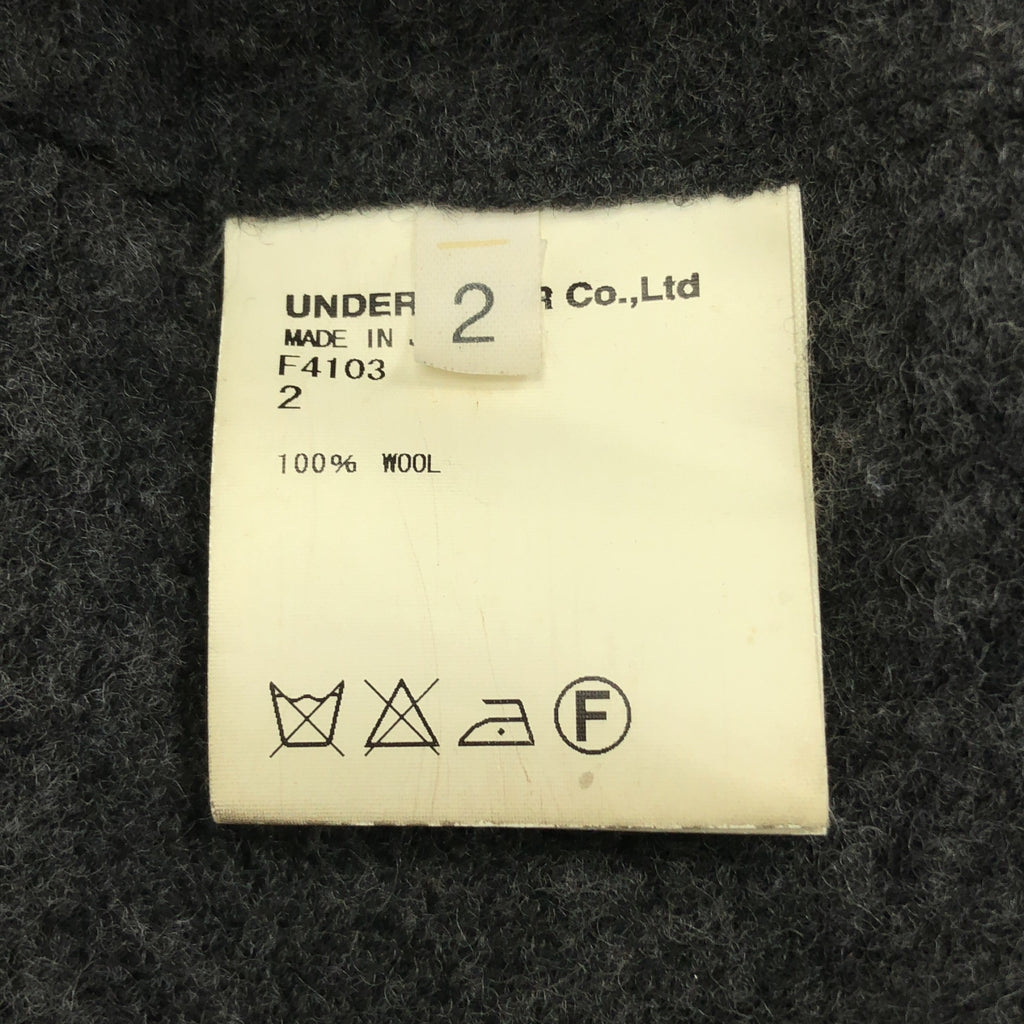 2
UNDER R Co.,Ltd
MADE IN
F4103
2
100% WOOL
F